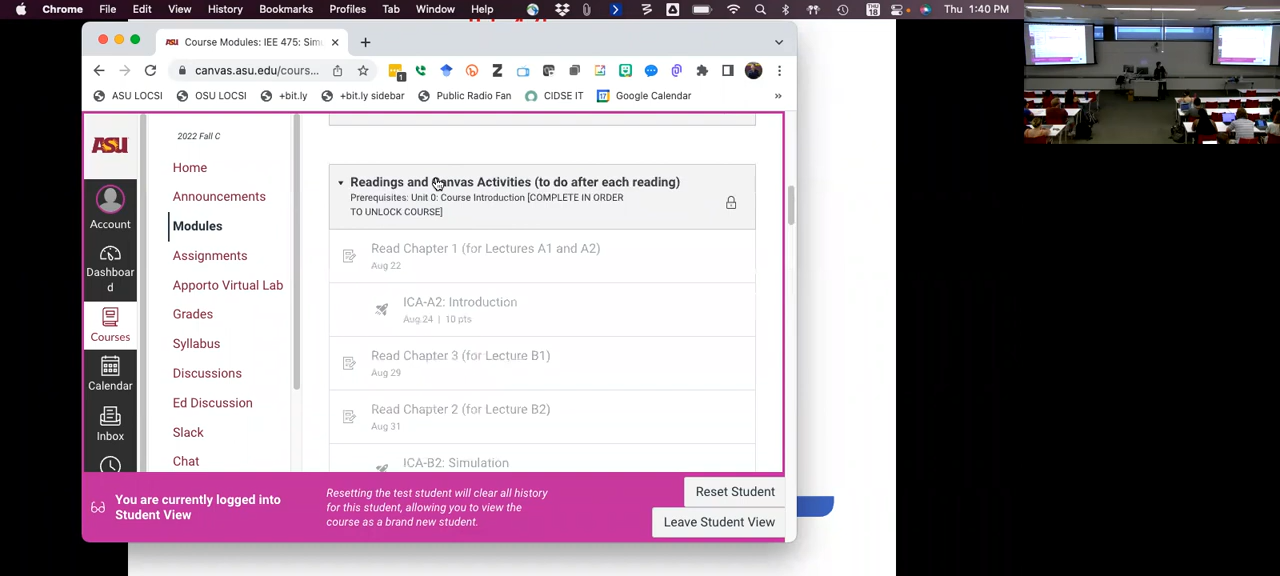 Chrome File Edit View History Bookmarks Profiles Tab Window Help THU 18 Thu 1:40 PM
ASU Course Modules: IEE 475: Simu
canvas.asu.edu/cours... 1
ASU LOCSI OSU LOCSI +bit.ly +bit.ly sidebar Public Radio Fan CIDSE IT 17 Google Calendar »
ASU
Account
Dashboar
d
Courses
Calendar
Inbox
2022 Fall C
Home
Announcements
Modules
Assignments
Apporto Virtual Lab
Grades
Syllabus
Discussions
Ed Discussion
Slack
Chat
Readings and Canvas Activities (to do after each reading)
Prerequisites: Unit 0: Course Introduction [COMPLETE IN ORDER
TO UNLOCK COURSE]
Read Chapter 1 (for Lectures A1 and A2)
Aug 22
ICA-A2: Introduction
Aug 24 | 10 pts
Read Chapter 3 (for Lecture B1)
Aug 29
Read Chapter 2 (for Lecture B2)
Aug 31
ICA-B2: Simulation
You are currently logged into
Student View
Resetting the test student will clear all history
for this student, allowing you to view the
course as a brand new student.
Reset Student
Leave Student View